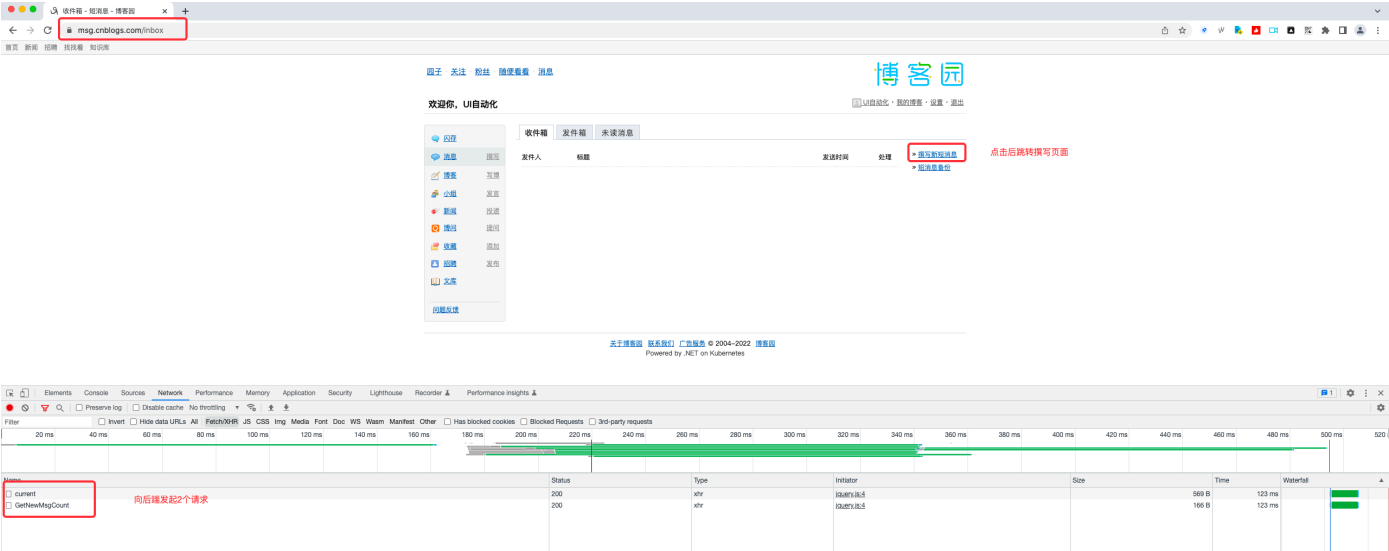 收件箱 - 短消息 - 博客园
msg.cnblogs.com/inbox
首页 新闻 招聘 找找看 知识库
园子 · 关注 · 粉丝 · 随便看看 · 消息
博客园
欢迎你，UI自动化
UI自动化 · 我的博客 · 设置 · 退出
闪存
消息 撰写
博客 写博
小组 发言
新闻 投递
博问 提问
收藏 添加
招聘 发布
文库
问题反馈
收件箱 发件箱 未读消息
发件人 标题 发送时间 处理
» 撰写新短消息
» 短消息备份
点击后跳转撰写页面
关于博客园 联系我们 广告服务 © 2004–2022 博客园
Powered by .NET on Kubernetes
Elements Console Sources Network Performance Memory Application Security Lighthouse Recorder Performance insights 1
Preserve log Disable cache No throttling
Filter Invert Hide data URLs All Fetch/XHR JS CSS Img Media Font Doc WS Wasm Manifest Other Has blocked cookies Blocked Requests 3rd-party requests
20 ms 40 ms 60 ms 80 ms 100 ms 120 ms 140 ms 160 ms 180 ms 200 ms 220 ms 240 ms 260 ms 280 ms 300 ms 320 ms 340 ms 360 ms 380 ms 400 ms 420 ms 440 ms 460 ms 480 ms 500 ms 520
Name Status Type Initiator Size Time Waterfall
current 200 xhr jquery.js:4 569 B 123 ms
GetNewMsgCount 200 xhr jquery.js:4 166 B 123 ms
向后端发起2个请求